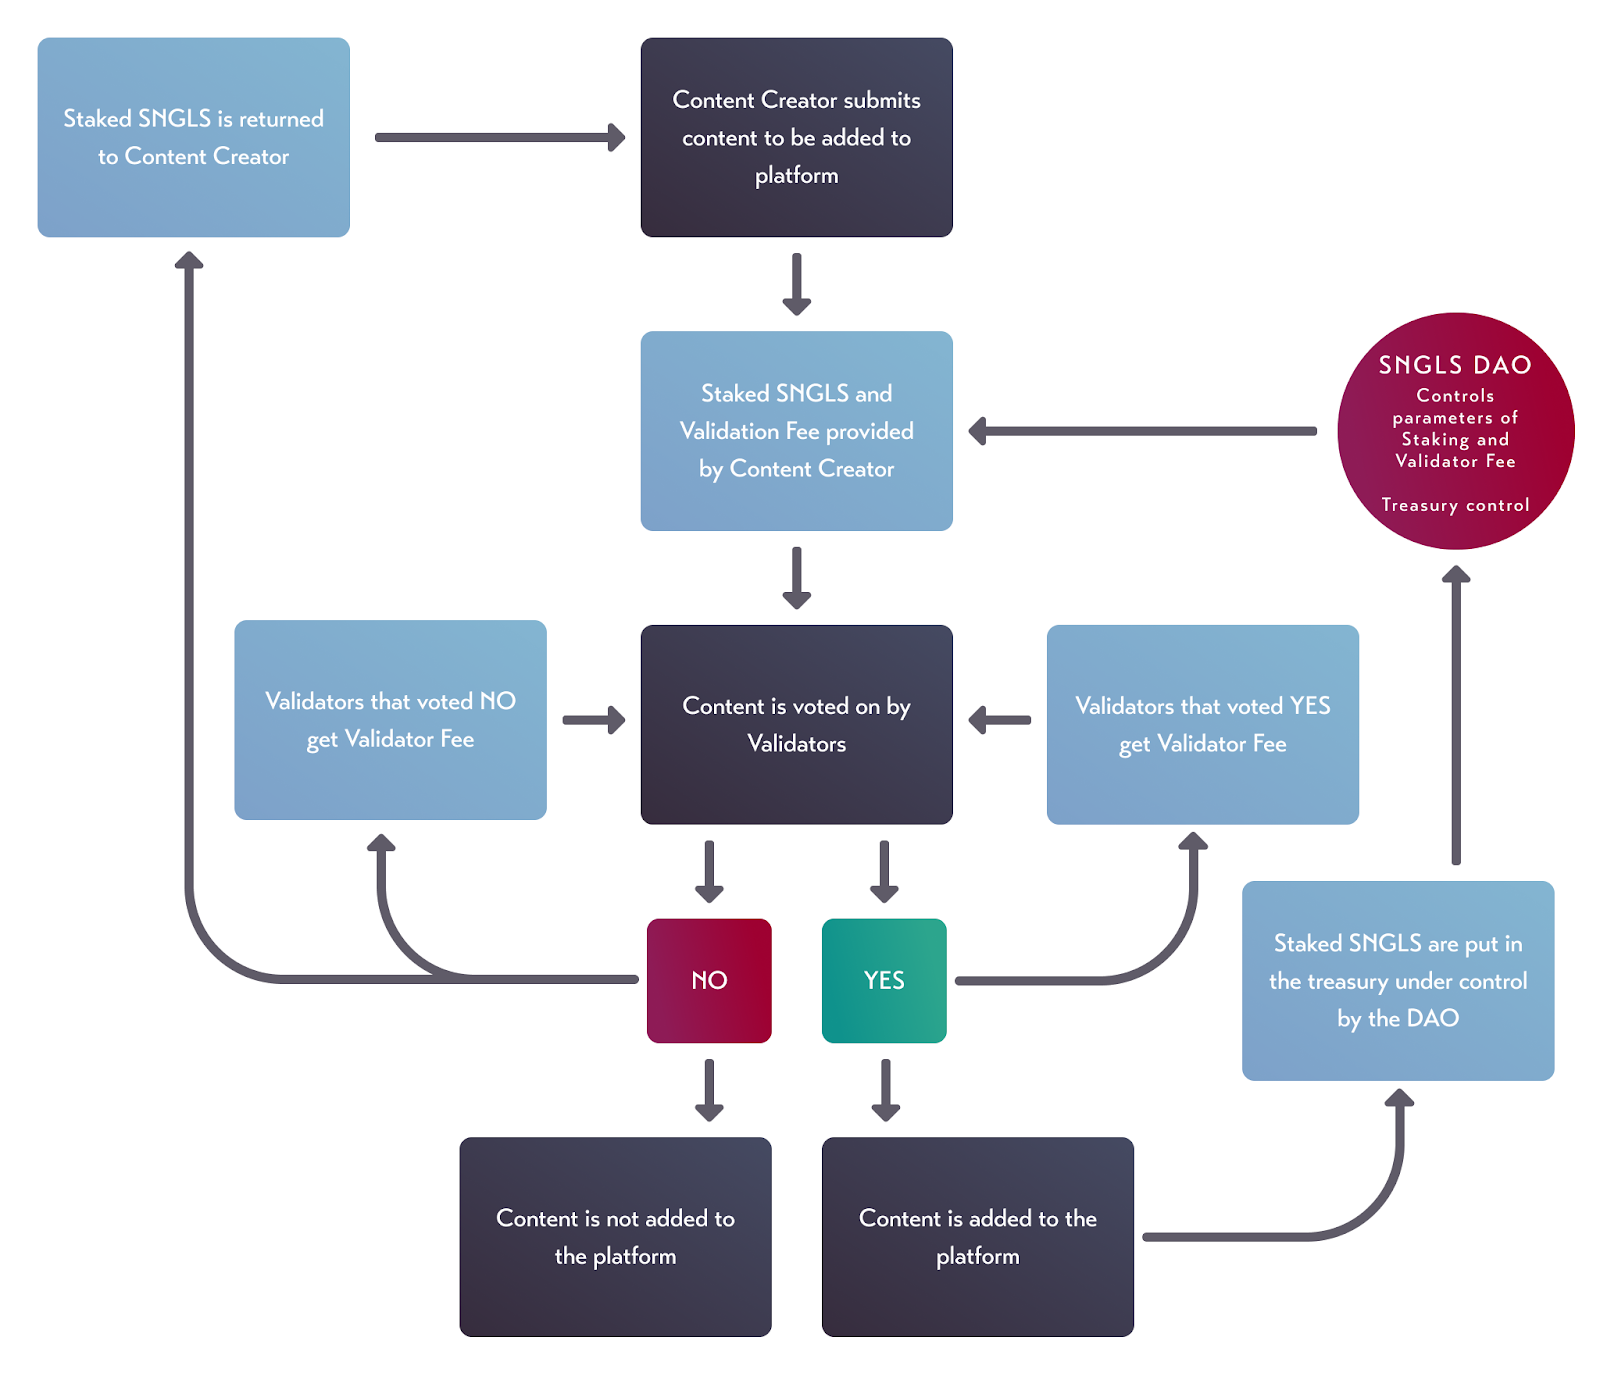 Staked SNGLS is returned
to Content Creator
Content Creator submits
content to be added to
platform
Staked SNGLS and
Validation Fee provided
by Content Creator
SNGLS DAO
Controls
parameters of
Staking and
Validator Fee
Treasury control
Validators that voted NO
get Validator Fee
Content is voted on by
Validators
Validators that voted YES
get Validator Fee
NO
YES
Staked SNGLS are put in
the treasury under control
by the DAO
Content is not added to
the platform
Content is added to the
platform